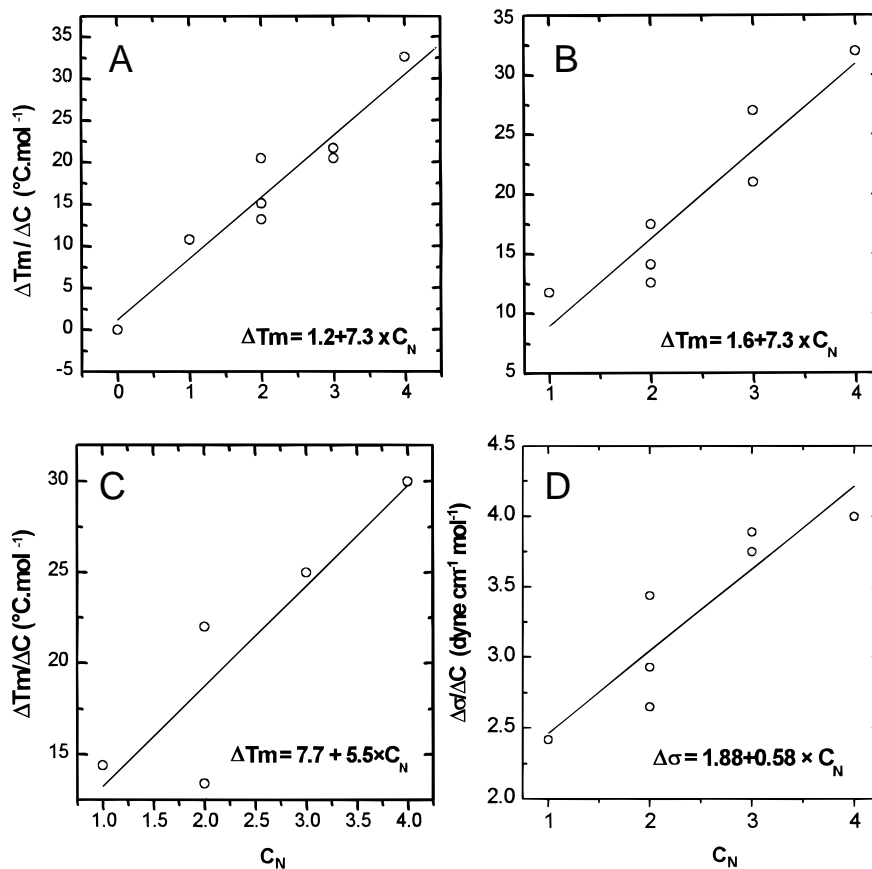 A
ΔTm / ΔC (°C.mol⁻¹)
35
30
25
20
15
10
5
0
-5
0 1 2 3 4
ΔTm = 1.2+7.3 x C_N
B
35
30
25
20
15
10
5
1 2 3 4
ΔTm = 1.6+7.3 x C_N
C
ΔTm/ΔC (°C.mol⁻¹)
30
25
20
15
1.0 1.5 2.0 2.5 3.0 3.5 4.0
ΔTm = 7.7 + 5.5×C_N
C_N
D
Δσ/ΔC (dyne cm⁻¹ mol⁻¹)
4.5
4.0
3.5
3.0
2.5
2.0
1 2 3 4
Δσ = 1.88+0.58 × C_N
C_N